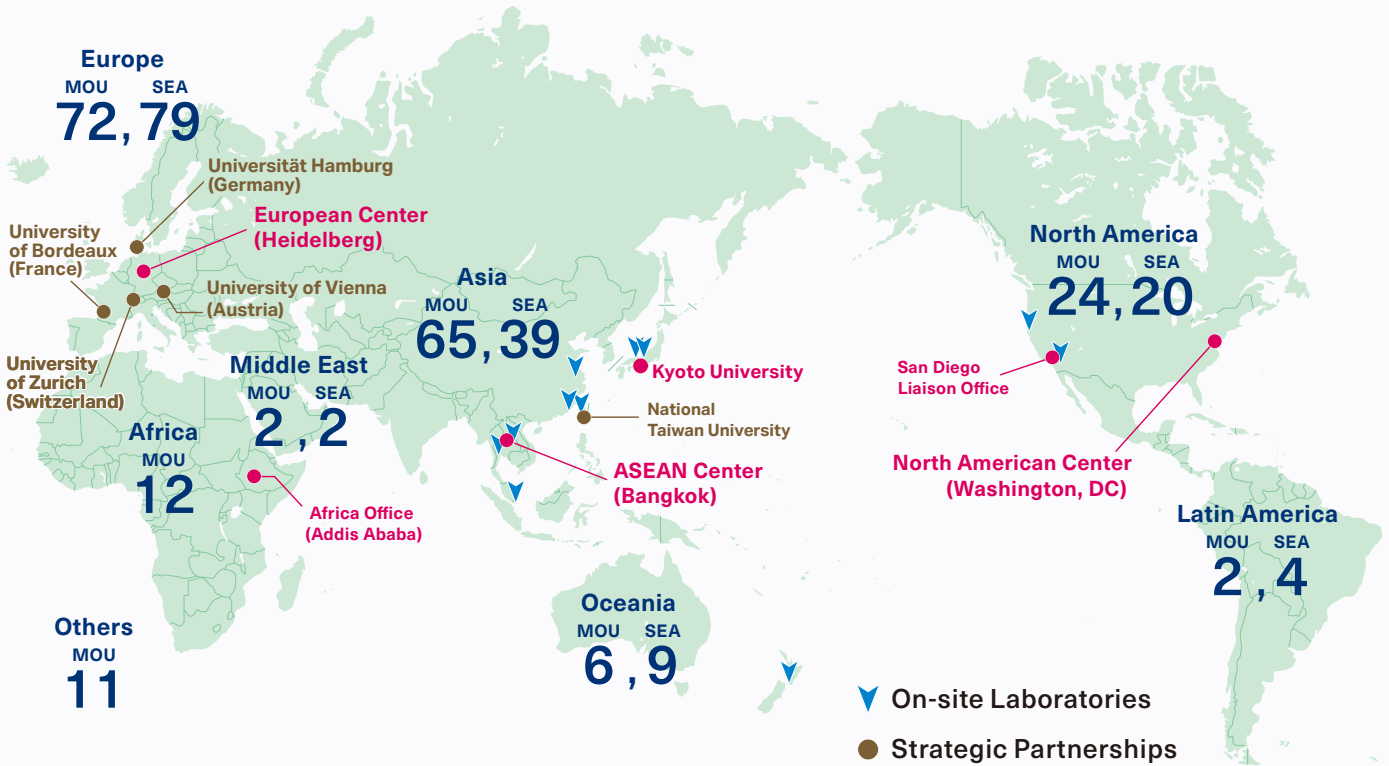 Europe
MOU SEA
72, 79
Universität Hamburg
(Germany)
European Center
(Heidelberg)
University
of Bordeaux
(France)
University of Vienna
(Austria)
University
of Zurich
(Switzerland)
Asia
MOU SEA
65, 39
Middle East
MOU SEA
2, 2
Africa
MOU
12
Africa Office
(Addis Ababa)
Kyoto University
National
Taiwan University
ASEAN Center
(Bangkok)
North America
MOU SEA
24, 20
San Diego
Liaison Office
North American Center
(Washington, DC)
Latin America
MOU SEA
2, 4
Oceania
MOU SEA
6, 9
Others
MOU
11
On-site Laboratories
Strategic Partnerships